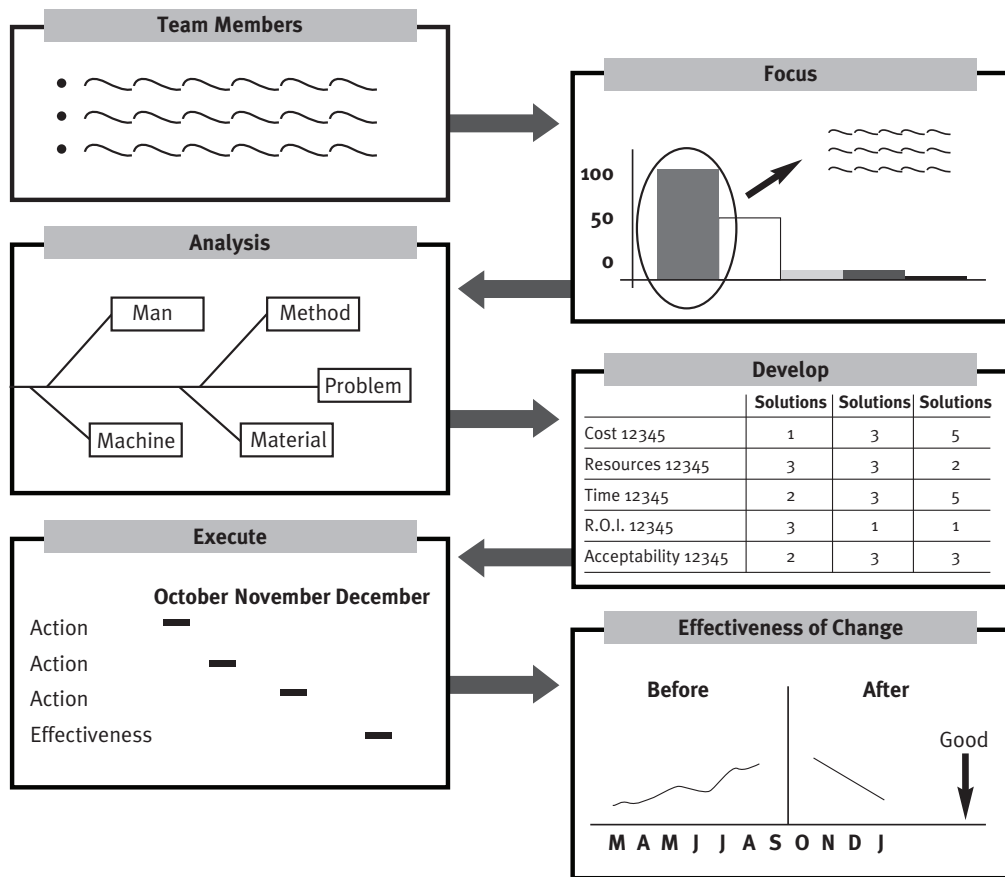 Team Members
Focus
100
50
0
Analysis
Man
Method
Problem
Machine
Material
Develop
Solutions Solutions Solutions
Cost 12345 1 3 5
Resources 12345 3 3 2
Time 12345 2 3 5
R.O.I. 12345 3 1 1
Acceptability 12345 2 3 3
Execute
October November December
Action
Action
Action
Effectiveness
Effectiveness of Change
Before After
Good
M A M J J A S O N D J